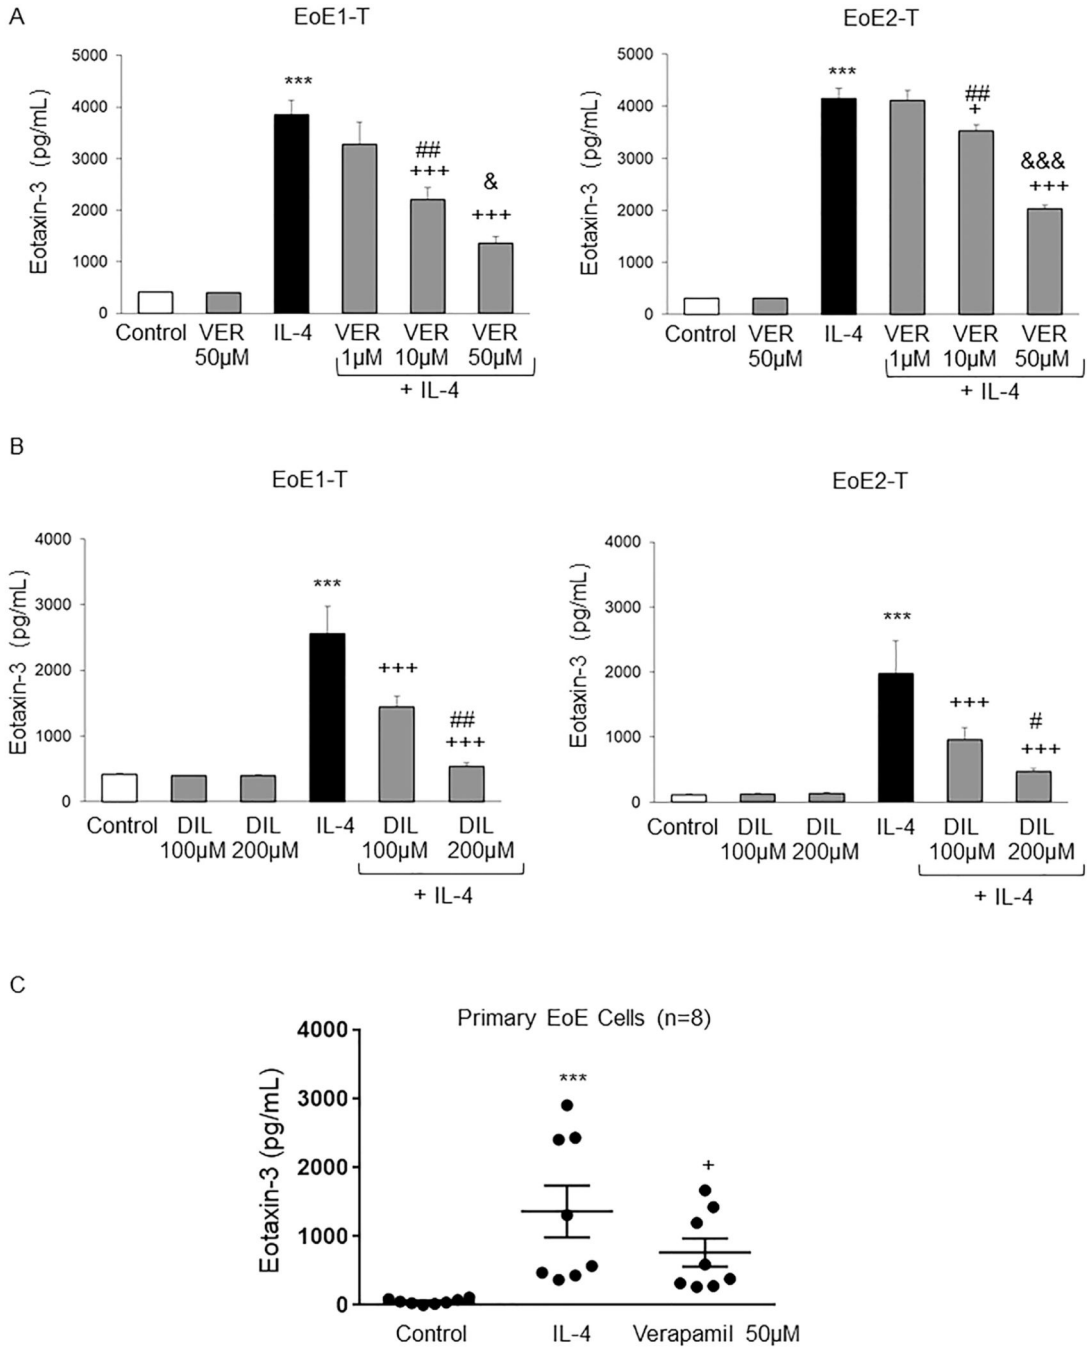 A
EoE1-T
EoE2-T
Eotaxin-3 (pg/mL)
5000
4000
3000
2000
1000
0
***
##
+++
&
+++
Control
VER
50µM
IL-4
VER
1µM
VER
10µM
VER
50µM
+ IL-4
Eotaxin-3 (pg/mL)
5000
4000
3000
2000
1000
0
***
##
+
&&&
+++
Control
VER
50µM
IL-4
VER
1µM
VER
10µM
VER
50µM
+ IL-4
B
EoE1-T
EoE2-T
Eotaxin-3 (pg/mL)
4000
3000
2000
1000
0
***
+++
##
+++
Control
DIL
100µM
DIL
200µM
IL-4
DIL
100µM
DIL
200µM
+ IL-4
Eotaxin-3 (pg/mL)
4000
3000
2000
1000
0
***
+++
#
+++
Control
DIL
100µM
DIL
200µM
IL-4
DIL
100µM
DIL
200µM
+ IL-4
C
Primary EoE Cells (n=8)
Eotaxin-3 (pg/mL)
4000
3000
2000
1000
0
***
+
Control
IL-4
Verapamil 50µM